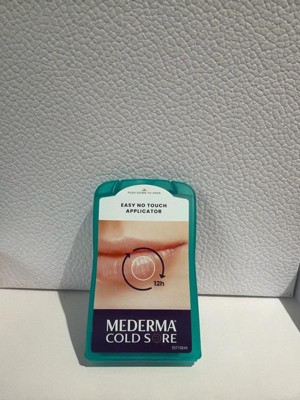 EASY NO TOUCH
APPLICATOR
12h
MEDERMA®
COLD SORE